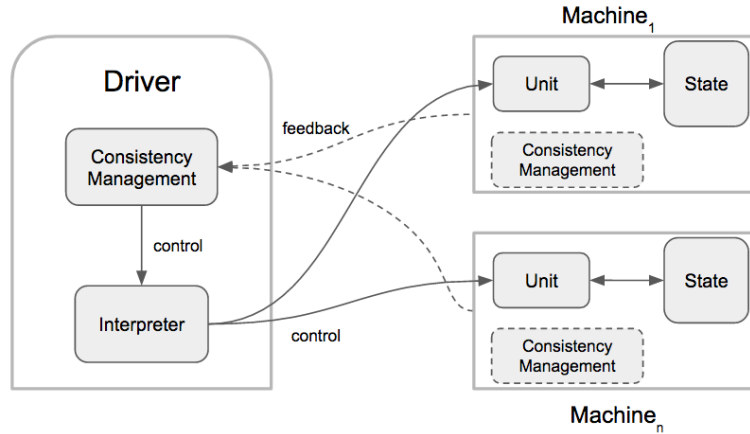 Machine1
Driver
Unit
State
feedback
Consistency
Management
Consistency
Management
control
Unit
State
Interpreter
control
Consistency
Management
Machinen